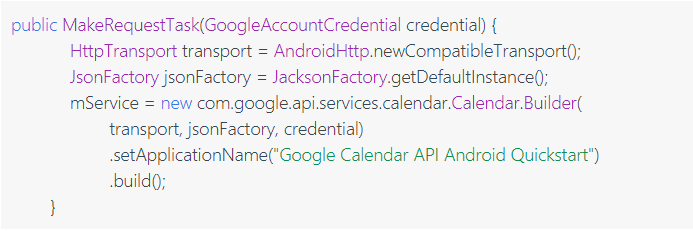 public MakeRequestTask(GoogleAccountCredential credential) {
HttpTransport transport = AndroidHttp.newCompatibleTransport();
JsonFactory jsonFactory = JacksonFactory.getDefaultInstance();
mService = new com.google.api.services.calendar.Calendar.Builder(
transport, jsonFactory, credential)
.setApplicationName("Google Calendar API Android Quickstart")
.build();
}